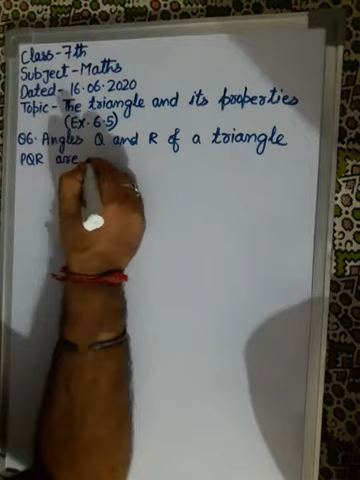 Class-7th
Subject-Maths
Dated-16.06.2020
Topic-The triangle and its properties
(Ex.6.5)
Q6. Angles Q and R of a triangle
PQR are